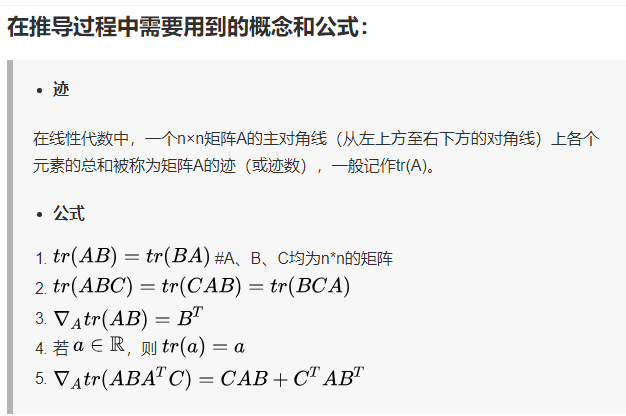 在推导过程中需要用到的概念和公式：
• 迹
在线性代数中，一个n×n矩阵A的主对角线（从左上方至右下方的对角线）上各个
元素的总和被称为矩阵A的迹（或迹数），一般记作tr(A)。
• 公式
1. tr(AB) = tr(BA) #A、B、C均为n*n的矩阵
2. tr(ABC) = tr(CAB) = tr(BCA)
3. ∇_A tr(AB) = B^T
4. 若 a ∈ ℝ，则 tr(a) = a
5. ∇_A tr(ABA^T C) = CAB + C^T AB^T